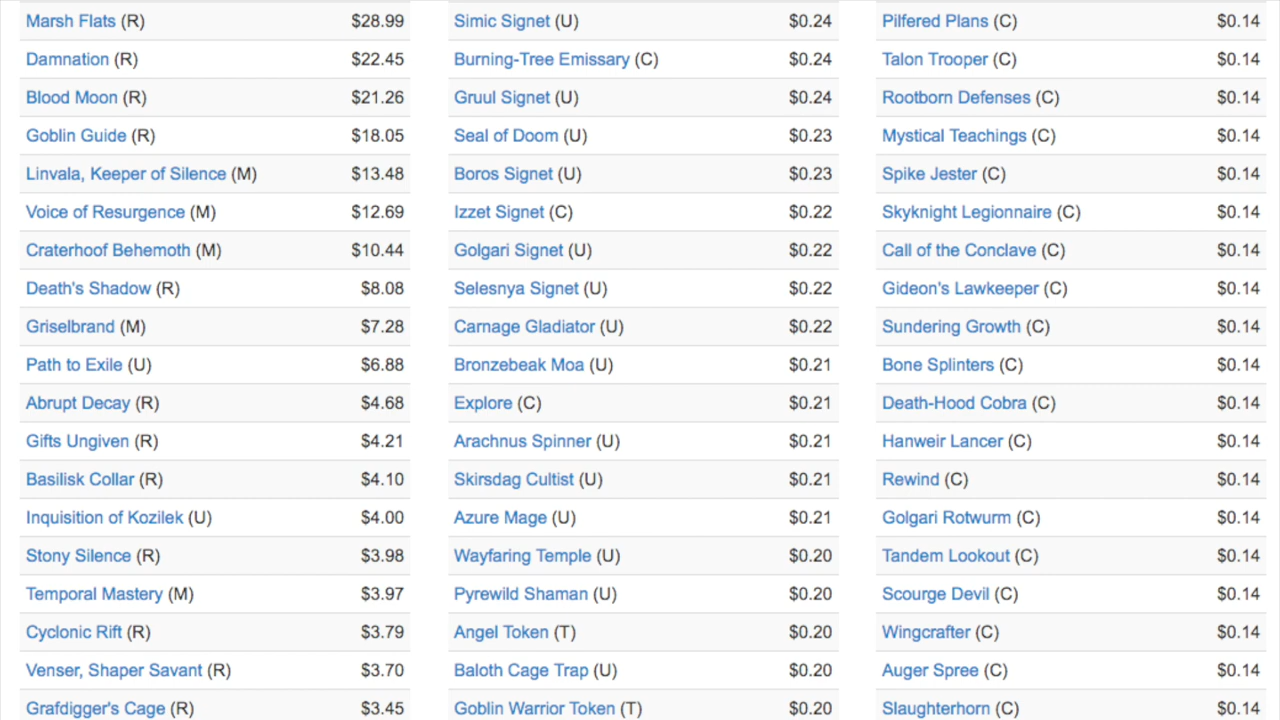 Marsh Flats (R) $28.99
Damnation (R) $22.45
Blood Moon (R) $21.26
Goblin Guide (R) $18.05
Linvala, Keeper of Silence (M) $13.48
Voice of Resurgence (M) $12.69
Craterhoof Behemoth (M) $10.44
Death's Shadow (R) $8.08
Griselbrand (M) $7.28
Path to Exile (U) $6.88
Abrupt Decay (R) $4.68
Gifts Ungiven (R) $4.21
Basilisk Collar (R) $4.10
Inquisition of Kozilek (U) $4.00
Stony Silence (R) $3.98
Temporal Mastery (M) $3.97
Cyclonic Rift (R) $3.79
Venser, Shaper Savant (R) $3.70
Grafdigger's Cage (R) $3.45
Simic Signet (U) $0.24
Burning-Tree Emissary (C) $0.24
Gruul Signet (U) $0.24
Seal of Doom (U) $0.23
Boros Signet (U) $0.23
Izzet Signet (C) $0.22
Golgari Signet (U) $0.22
Selesnya Signet (U) $0.22
Carnage Gladiator (U) $0.22
Bronzebeak Moa (U) $0.21
Explore (C) $0.21
Arachnus Spinner (U) $0.21
Skirsdag Cultist (U) $0.21
Azure Mage (U) $0.21
Wayfaring Temple (U) $0.20
Pyrewild Shaman (U) $0.20
Angel Token (T) $0.20
Baloth Cage Trap (U) $0.20
Goblin Warrior Token (T) $0.20
Pilfered Plans (C) $0.14
Talon Trooper (C) $0.14
Rootborn Defenses (C) $0.14
Mystical Teachings (C) $0.14
Spike Jester (C) $0.14
Skyknight Legionnaire (C) $0.14
Call of the Conclave (C) $0.14
Gideon's Lawkeeper (C) $0.14
Sundering Growth (C) $0.14
Bone Splinters (C) $0.14
Death-Hood Cobra (C) $0.14
Hanweir Lancer (C) $0.14
Rewind (C) $0.14
Golgari Rotwurm (C) $0.14
Tandem Lookout (C) $0.14
Scourge Devil (C) $0.14
Wingcrafter (C) $0.14
Auger Spree (C) $0.14
Slaughterhorn (C) $0.14